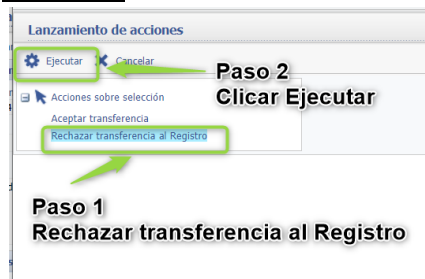 Lanzamiento de acciones
Ejecutar Cancelar
Paso 2
Clicar Ejecutar
Acciones sobre selección
Aceptar transferencia
Rechazar transferencia al Registro
Paso 1
Rechazar transferencia al Registro